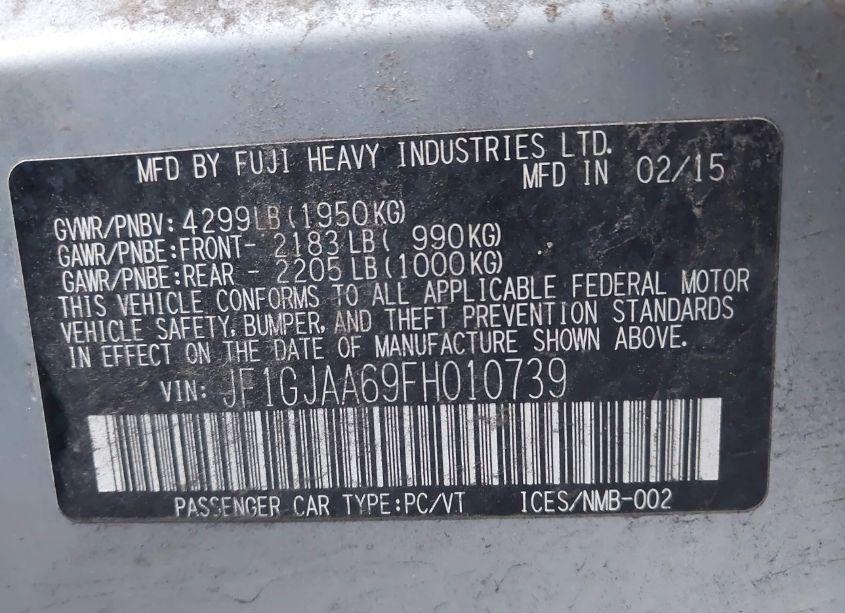 MFD BY FUJI HEAVY INDUSTRIES LTD.
MFD IN 02/15
GVWR/PNBV: 4299LB(1950KG)
GAWR/PNBE:FRONT- 2183LB( 990KG)
GAWR/PNBE:REAR - 2205LB(1000KG)
THIS VEHICLE CONFORMS TO ALL APPLICABLE FEDERAL MOTOR
VEHICLE SAFETY, BUMPER, AND THEFT PREVENTION STANDARDS
IN EFFECT ON THE DATE OF MANUFACTURE SHOWN ABOVE.
VIN: JF1GJAA69FH010739
PASSENGER CAR TYPE:PC/VT ICES/NMB-002